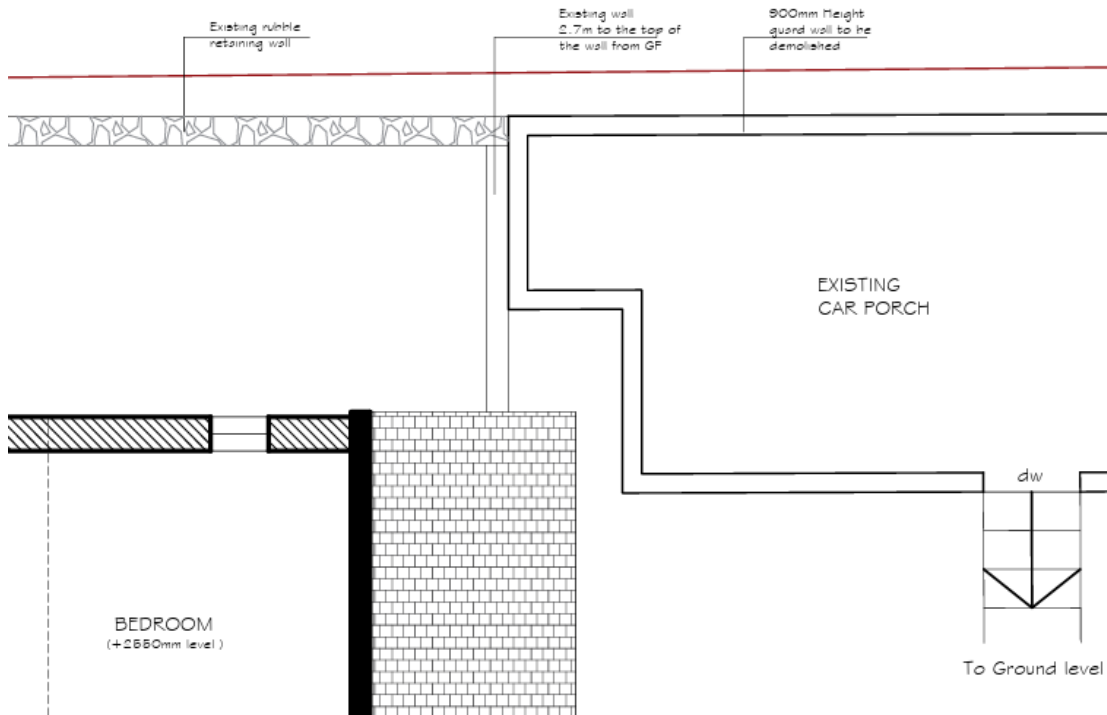 Existing rubble
retaining wall
Existing wall
2.7m to the top of
the wall from GF
900mm Height
guard wall to be
demolished
EXISTING
CAR PORCH
dw
BEDROOM
(+2550mm level )
To Ground level